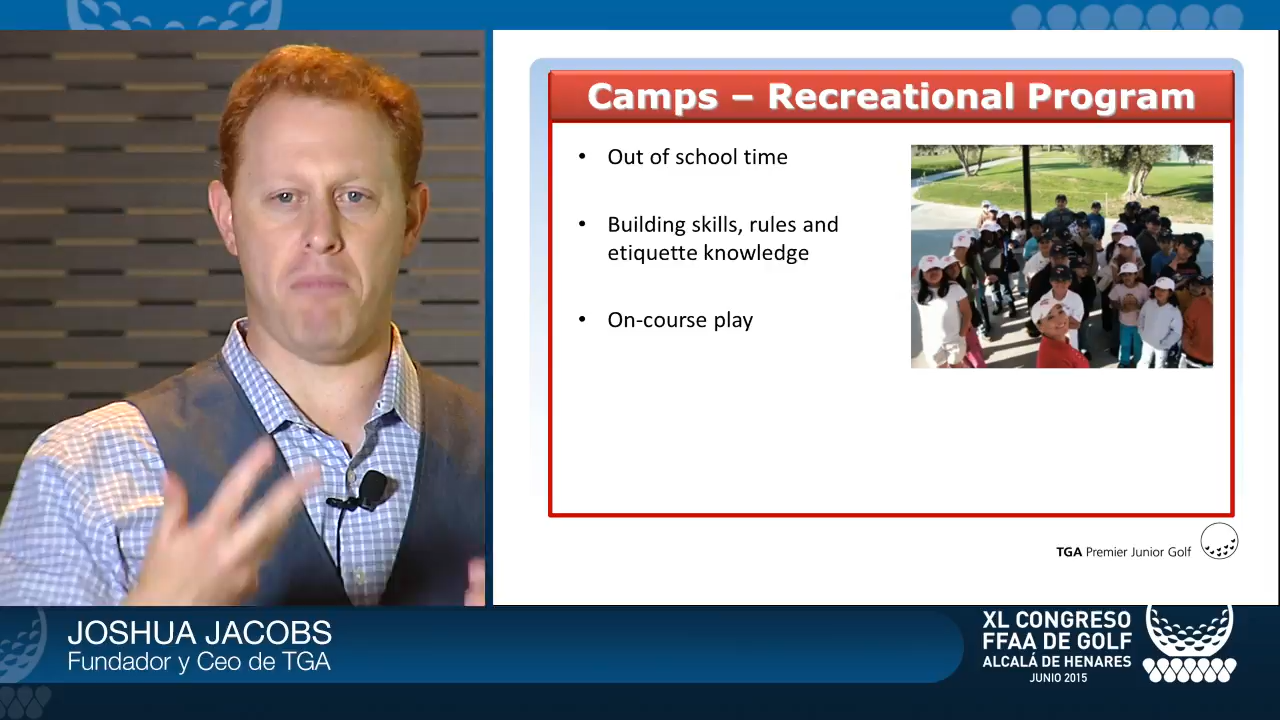 Camps – Recreational Program
• Out of school time
• Building skills, rules and
etiquette knowledge
• On-course play
TGA Premier Junior Golf
JOSHUA JACOBS
Fundador y Ceo de TGA
XL CONGRESO
FFAA DE GOLF
ALCALÁ DE HENARES
JUNIO 2015